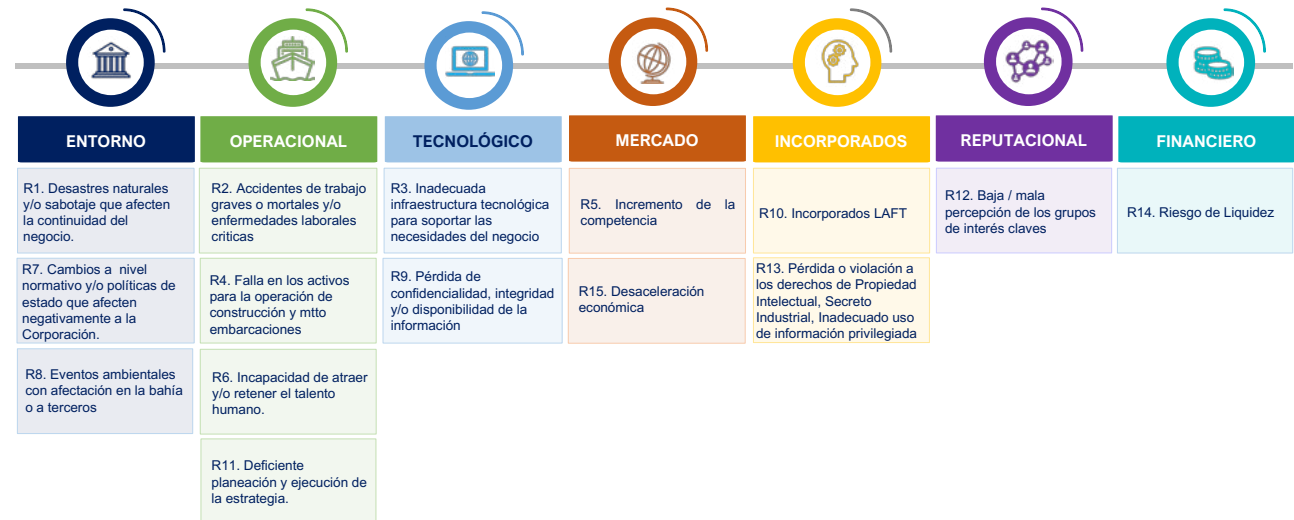 ENTORNO
R1. Desastres naturales
y/o sabotaje que afecten
la continuidad del
negocio.
R7. Cambios a nivel
normativo y/o políticas de
estado que afecten
negativamente a la
Corporación.
R8. Eventos ambientales
con afectación en la bahía
o a terceros
OPERACIONAL
R2. Accidentes de trabajo
graves o mortales y/o
enfermedades laborales
criticas
R4. Falla en los activos
para la operación de
construcción y mtto
embarcaciones
R6. Incapacidad de atraer
y/o retener el talento
humano.
R11. Deficiente
planeación y ejecución de
la estrategia.
TECNOLÓGICO
R3. Inadecuada
infraestructura tecnológica
para soportar las
necesidades del negocio
R9. Pérdida de
confidencialidad, integridad
y/o disponibilidad de la
información
MERCADO
R5. Incremento de la
competencia
R15. Desaceleración
económica
INCORPORADOS
R10. Incorporados LAFT
R13. Pérdida o violación a
los derechos de Propiedad
Intelectual, Secreto
Industrial, Inadecuado uso
de información privilegiada
REPUTACIONAL
R12. Baja / mala
percepción de los grupos
de interés claves
FINANCIERO
R14. Riesgo de Liquidez